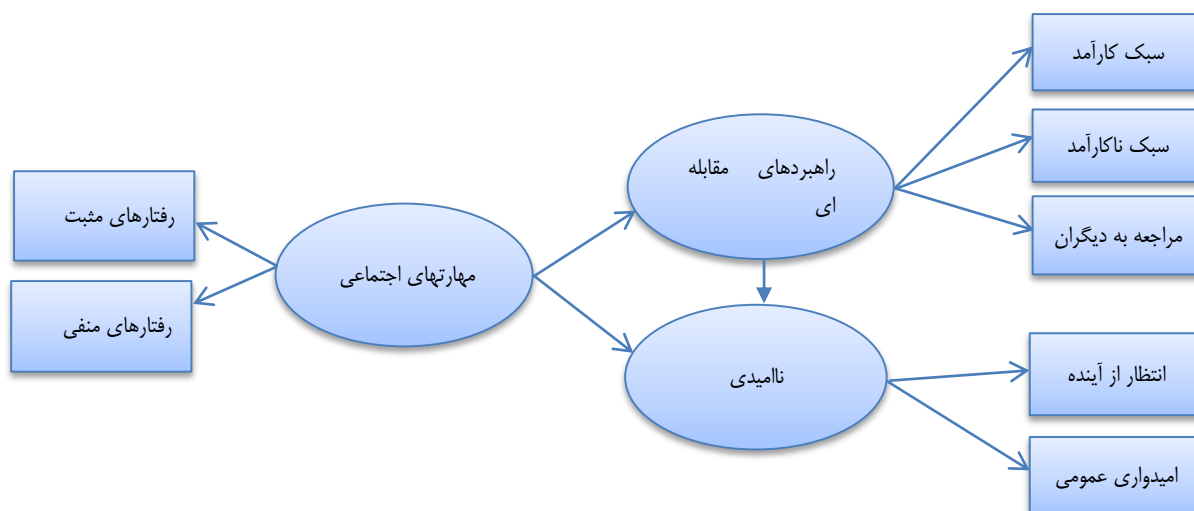 سبک کارآمد
سبک ناکارآمد
راهبردهای مقابله
ای
مراجعه به دیگران
رفتارهای مثبت
مهارتهای اجتماعی
رفتارهای منفی
ناامیدی
انتظار از آینده
امیدواری عمومی